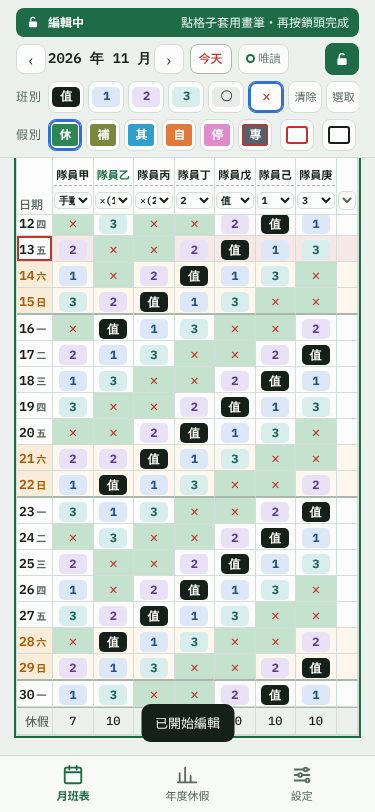 編輯中 點格子套用畫筆・再按鎖頭完成
‹ 2026 年 11 月 › 今天 唯讀
班別 值 1 2 3 〇 × 清除 選取
假別 休 補 其 自 停 專
隊員甲 隊員乙 隊員丙 隊員丁 隊員戊 隊員己 隊員庚
日期 2 值 1 3
12四 × 3 × × 2 值 1
13五 2 × × 2 值 1 3
14六 1 × 2 值 1 3 ×
15日 3 2 值 1 3 × ×
16一 × 值 1 3 × × 2
17二 2 1 3 × × 2 值
18三 1 3 × × 2 值 1
19四 3 × × 2 值 1 3
20五 × × 2 值 1 3 ×
21六 2 2 值 1 3 × ×
22日 1 值 1 3 × × 2
23一 3 1 3 × × 2 值
24二 × 3 × × 2 值 1
25三 2 × × 2 值 1 3
26四 1 × 2 值 1 3 ×
27五 3 2 值 1 3 × ×
28六 × 值 1 3 × × 2
29日 2 1 3 × × 2 值
30一 1 3 × × 2 值 1
休假 7 10 10 10
已開始編輯
月班表 年度休假 設定